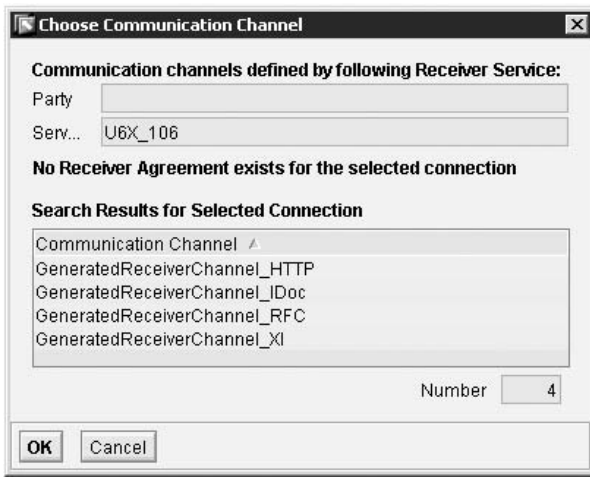 Choose Communication Channel
Communication channels defined by following Receiver Service:
Party
Serv... U6X_106
No Receiver Agreement exists for the selected connection
Search Results for Selected Connection
Communication Channel
GeneratedReceiverChannel_HTTP
GeneratedReceiverChannel_IDoc
GeneratedReceiverChannel_RFC
GeneratedReceiverChannel_XI
Number 4
OK Cancel